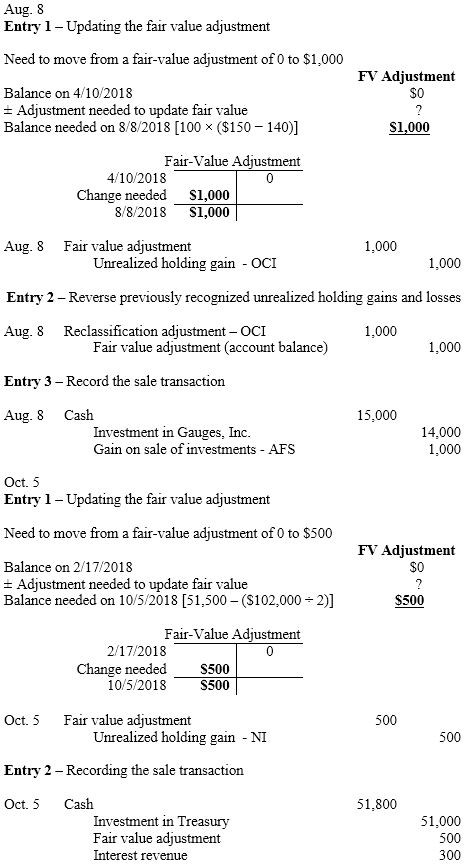 Aug. 8
Entry 1 – Updating the fair value adjustment
Need to move from a fair-value adjustment of 0 to $1,000
FV Adjustment
Balance on 4/10/2018 $0
± Adjustment needed to update fair value ?
Balance needed on 8/8/2018 [100 × ($150 − 140)] $1,000
Fair-Value Adjustment
4/10/2018 0
Change needed $1,000
8/8/2018 $1,000
Aug. 8 Fair value adjustment 1,000
Unrealized holding gain - OCI 1,000
Entry 2 – Reverse previously recognized unrealized holding gains and losses
Aug. 8 Reclassification adjustment – OCI 1,000
Fair value adjustment (account balance) 1,000
Entry 3 – Record the sale transaction
Aug. 8 Cash 15,000
Investment in Gauges, Inc. 14,000
Gain on sale of investments - AFS 1,000
Oct. 5
Entry 1 – Updating the fair value adjustment
Need to move from a fair-value adjustment of 0 to $500
FV Adjustment
Balance on 2/17/2018 $0
± Adjustment needed to update fair value ?
Balance needed on 10/5/2018 [51,500 – ($102,000 ÷ 2)] $500
Fair-Value Adjustment
2/17/2018 0
Change needed $500
10/5/2018 $500
Oct. 5 Fair value adjustment 500
Unrealized holding gain - NI 500
Entry 2 – Recording the sale transaction
Oct. 5 Cash 51,800
Investment in Treasury 51,000
Fair value adjustment 500
Interest revenue 300